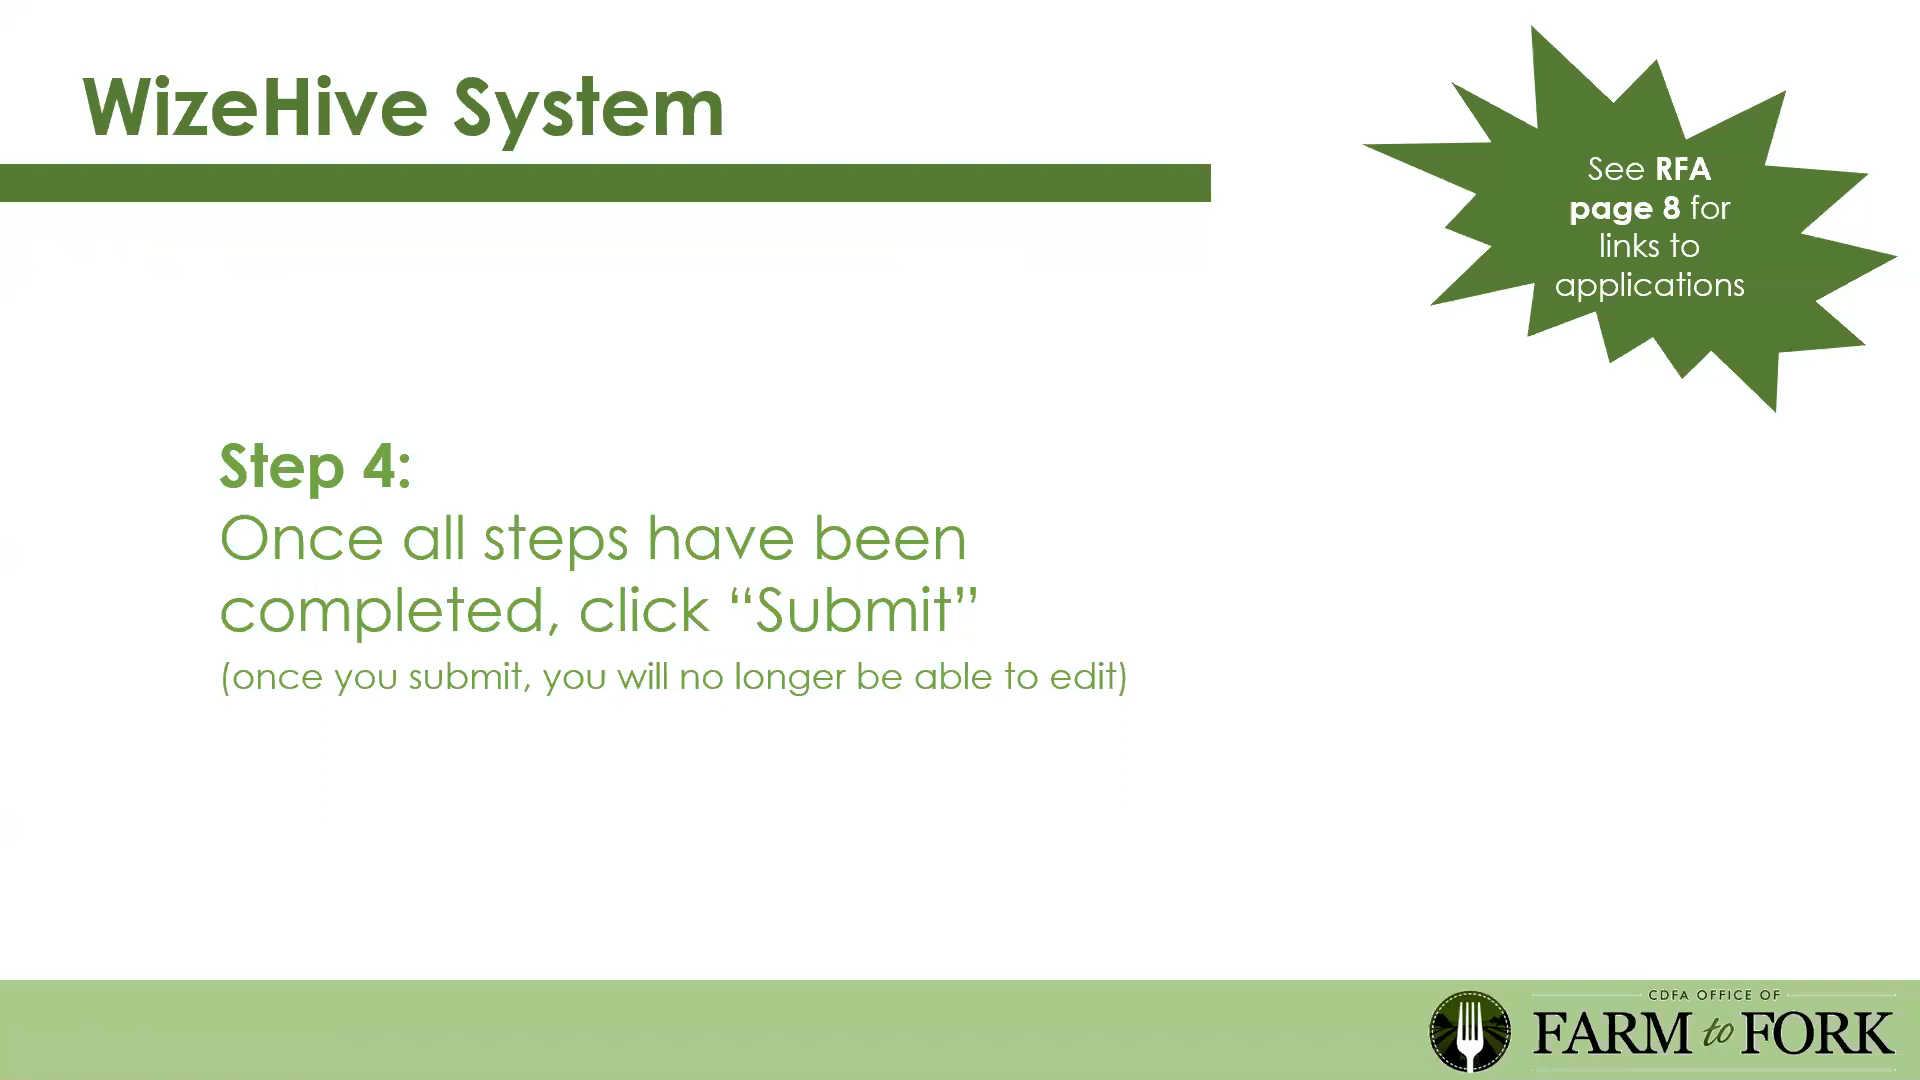 WizeHive System
See RFA
page 8 for
links to
applications
Step 4:
Once all steps have been
completed, click “Submit”
(once you submit, you will no longer be able to edit)
CDFA OFFICE OF
FARM to FORK